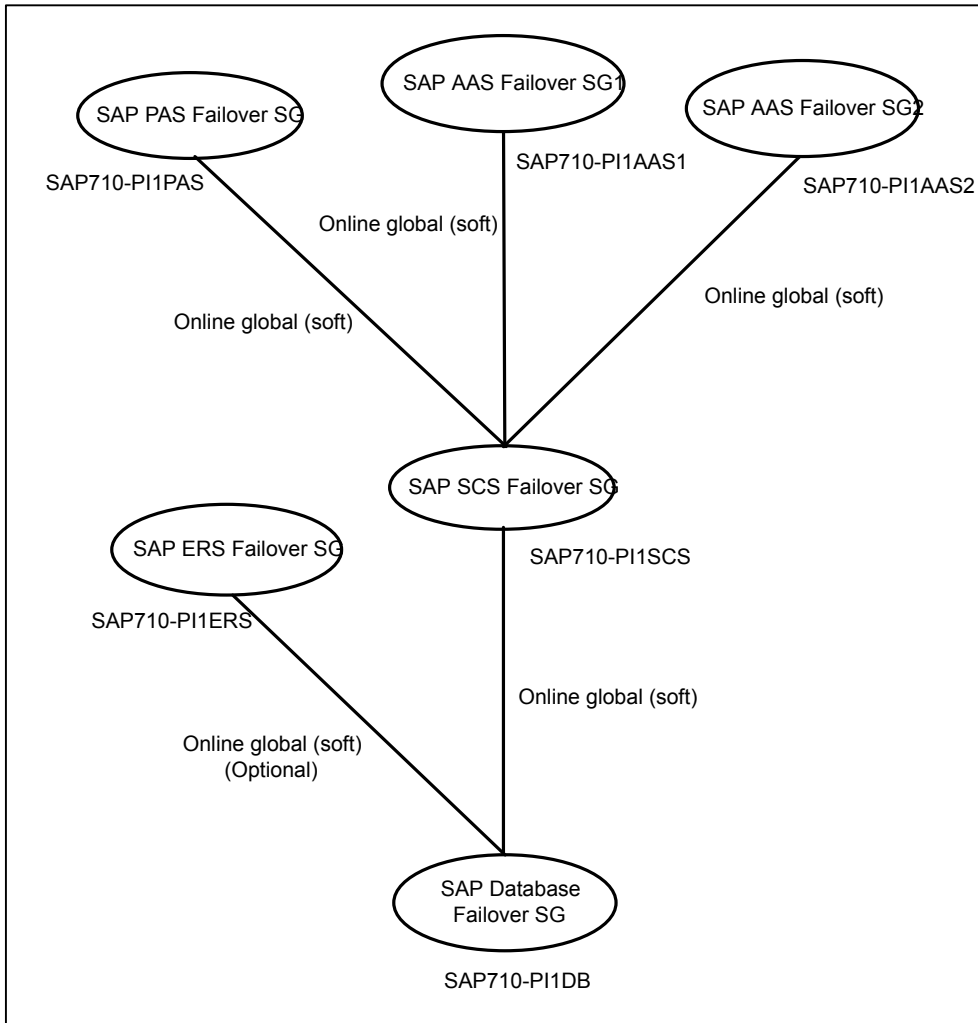 SAP PAS Failover SG
SAP710-PI1PAS
SAP AAS Failover SG1
SAP710-PI1AAS1
SAP AAS Failover SG2
SAP710-PI1AAS2
Online global (soft)
Online global (soft)
Online global (soft)
SAP SCS Failover SG
SAP710-PI1SCS
SAP ERS Failover SG
SAP710-PI1ERS
Online global (soft)
Online global (soft)
(Optional)
SAP Database
Failover SG
SAP710-PI1DB